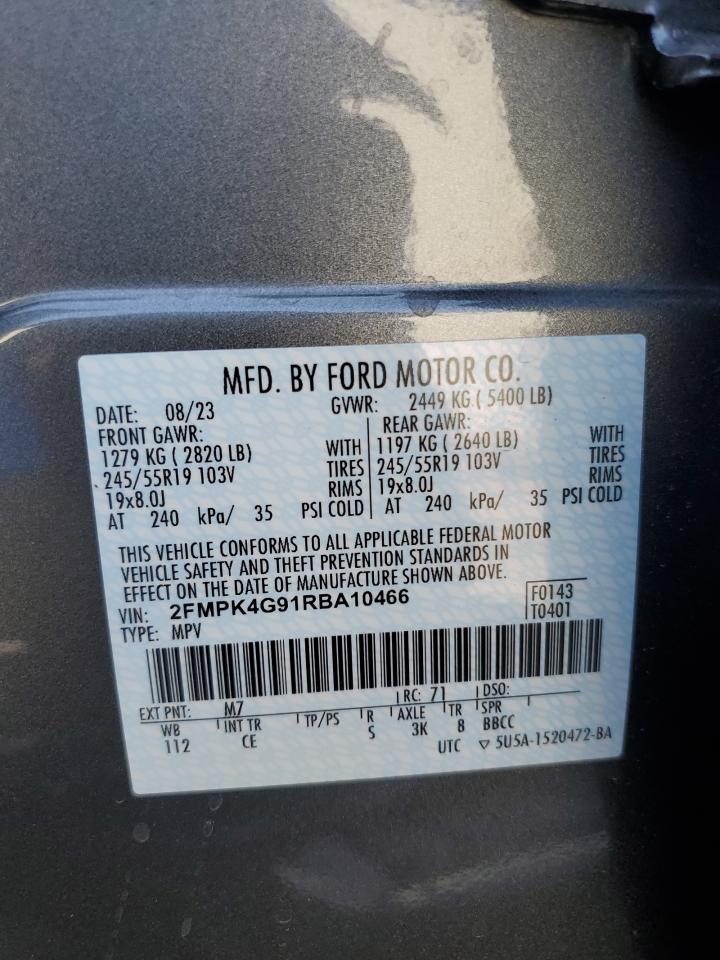 MFD. BY FORD MOTOR CO.
DATE: 08/23 GVWR: 2449 KG ( 5400 LB)
FRONT GAWR: REAR GAWR:
1279 KG ( 2820 LB) WITH 1197 KG ( 2640 LB) WITH
245/55R19 103V TIRES 245/55R19 103V TIRES
19x8.0J RIMS 19x8.0J RIMS
AT 240 kPa/ 35 PSI COLD AT 240 kPa/ 35 PSI COLD
THIS VEHICLE CONFORMS TO ALL APPLICABLE FEDERAL MOTOR
VEHICLE SAFETY AND THEFT PREVENTION STANDARDS IN
EFFECT ON THE DATE OF MANUFACTURE SHOWN ABOVE.
VIN: 2FMPK4G91RBA10466 F0143
TYPE: MPV T0401
EXT PNT: M7 RC: 71 DSO:
WB INT TR TP/PS R AXLE TR SPR
112 CE S 3K 8 BBCC
UTC ▽ 5U5A-1520472-BA